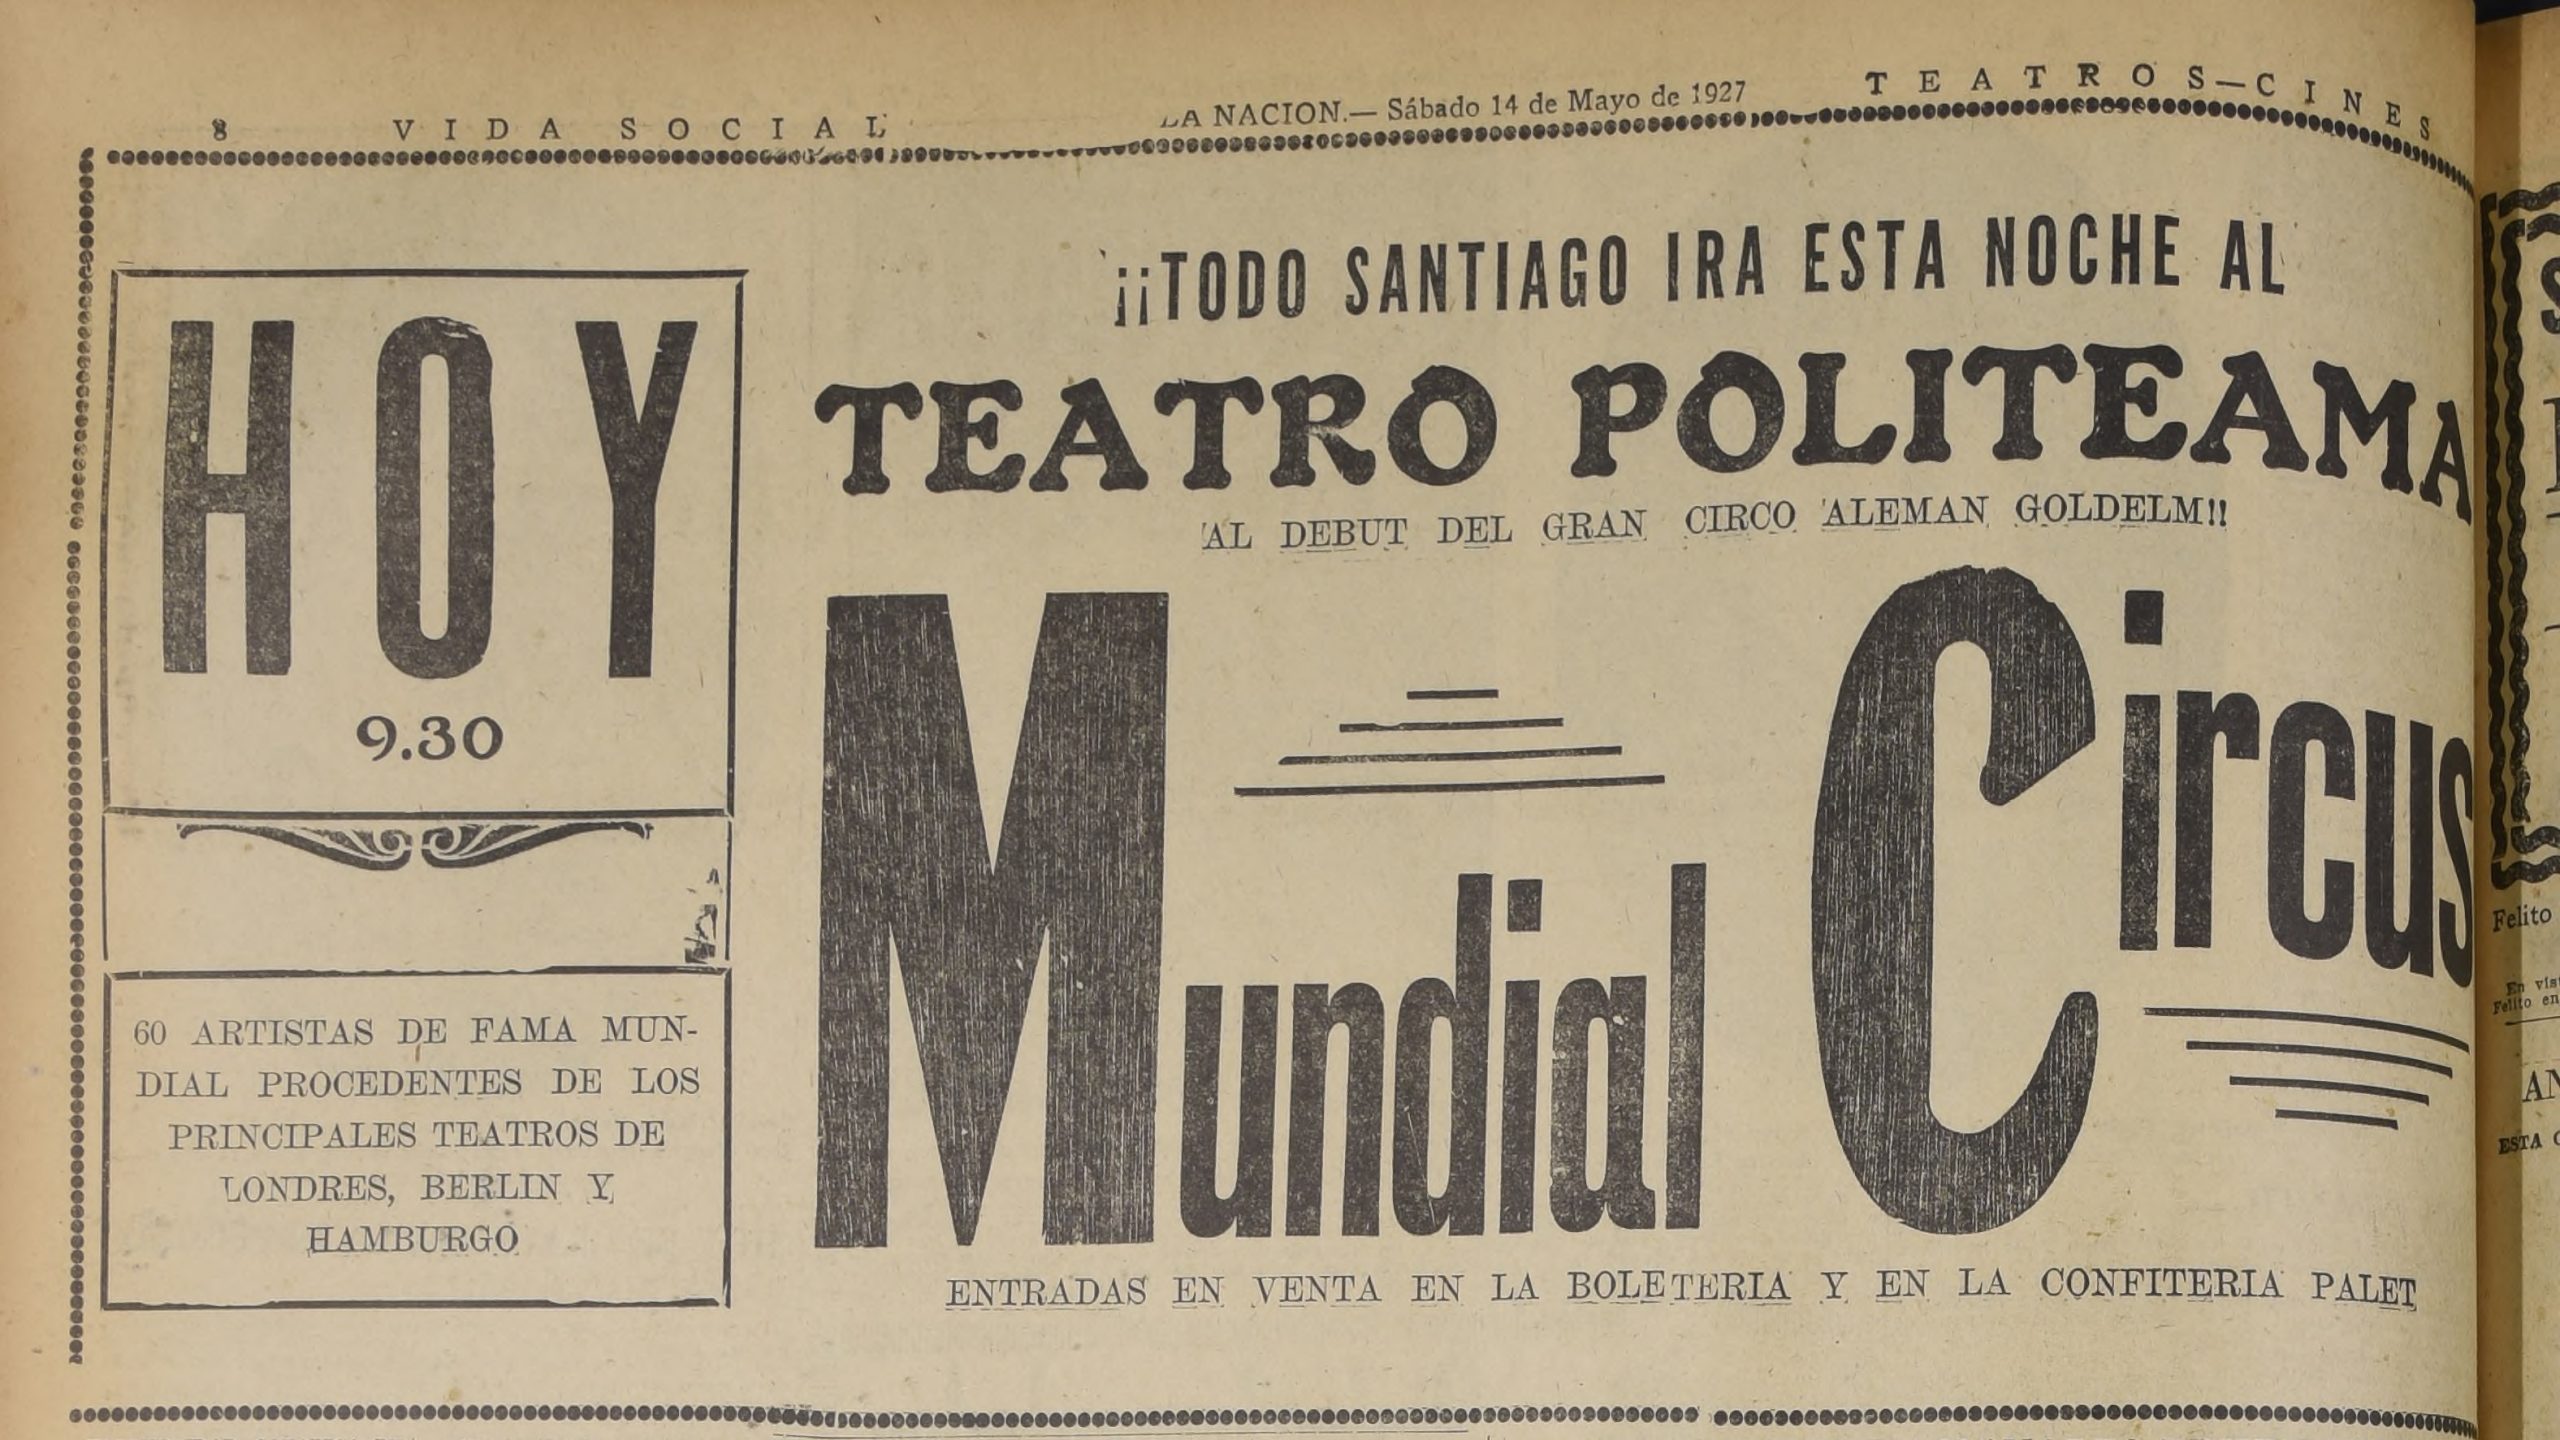 8 VIDA SOCIAL LA NACION.— Sábado 14 de Mayo de 1927 TEATROS—CINES
HOY
9.30
60 ARTISTAS DE FAMA MUN-
DIAL PROCEDENTES DE LOS
PRINCIPALES TEATROS DE
LONDRES, BERLIN Y
HAMBURGO
¡¡TODO SANTIAGO IRA ESTA NOCHE AL
TEATRO POLITEAMA
AL DEBUT DEL GRAN CIRCO ALEMAN GOLDELM!!
Mundial Circus
ENTRADAS EN VENTA EN LA BOLETERIA Y EN LA CONFITERIA PALET
Felito
Felito en
ESTA